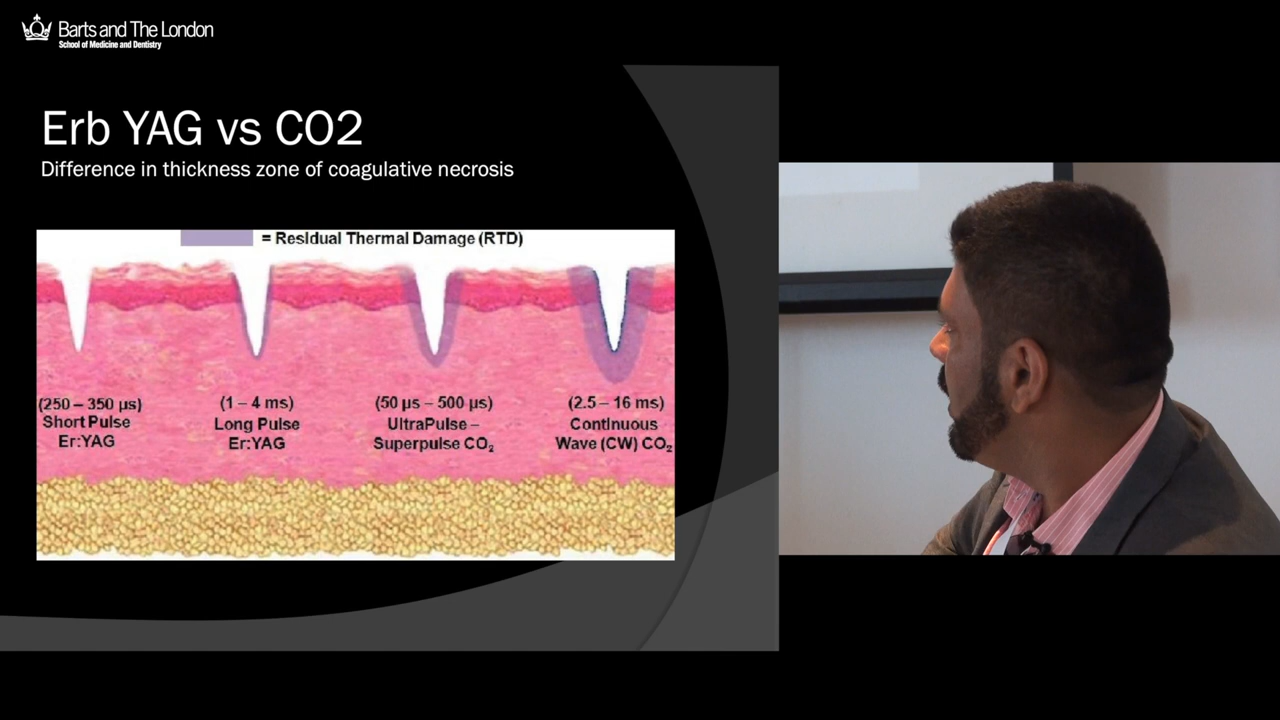 Barts and The London
School of Medicine and Dentistry
Erb YAG vs CO2
Difference in thickness zone of coagulative necrosis
= Residual Thermal Damage (RTD)
(250 – 350 µs)
Short Pulse
Er:YAG
(1 – 4 ms)
Long Pulse
Er:YAG
(50 µs – 500 µs)
UltraPulse –
Superpulse CO₂
(2.5 – 16 ms)
Continuous
Wave (CW) CO₂